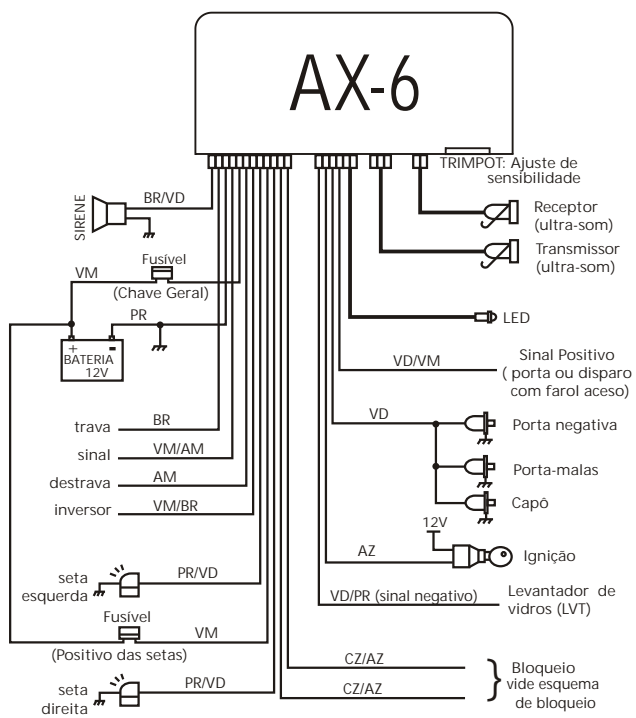 AX-6
TRIMPOT: Ajuste de
sensibilidade
SIRENE
BR/VD
Receptor
(ultra-som)
Transmissor
(ultra-som)
Fusível
VM
(Chave Geral)
PR
+ -
BATERIA
12V
LED
VD/VM
Sinal Positivo
( porta ou disparo
com farol aceso)
trava BR
sinal VM/AM
destrava AM
inversor VM/BR
VD
Porta negativa
Porta-malas
Capô
12V
AZ
Ignição
seta
esquerda
PR/VD
VD/PR (sinal negativo)
Levantador de
vidros (LVT)
Fusível
VM
(Positivo das setas)
seta
direita
PR/VD
CZ/AZ
CZ/AZ
Bloqueio
vide esquema
de bloqueio